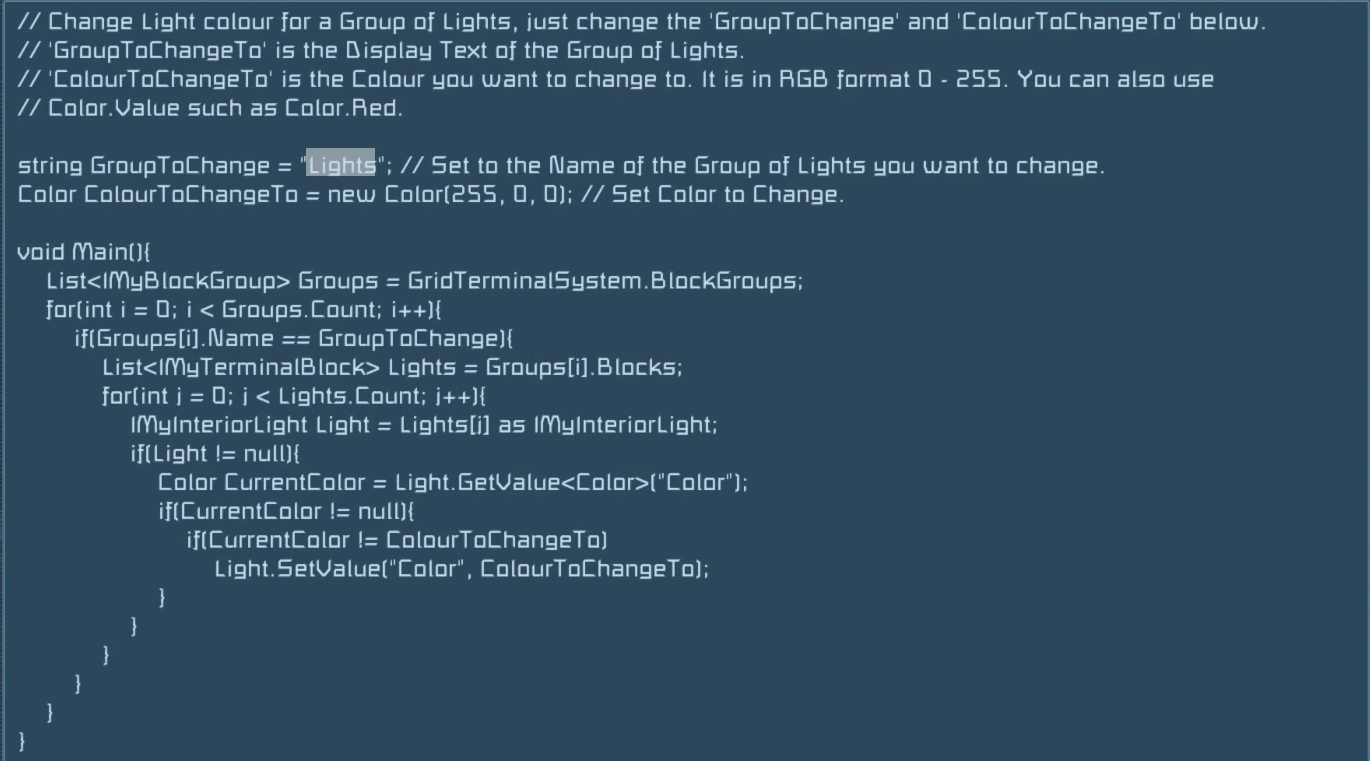 // Change Light colour for a Group of Lights, just change the 'GroupToChange' and 'ColourToChangeTo' below.
// 'GroupToChangeTo' is the Display Text of the Group of Lights.
// 'ColourToChangeTo' is the Colour you want to change to. It is in RGB format 0 - 255. You can also use
// Color.Value such as Color.Red.

string GroupToChange = "Lights"; // Set to the Name of the Group of Lights you want to change.
Color ColourToChangeTo = new Color(255, 0, 0); // Set Color to Change.

void Main(){
    List<IMyBlockGroup> Groups = GridTerminalSystem.BlockGroups;
    for(int i = 0; i < Groups.Count; i++){
        if(Groups[i].Name == GroupToChange){
            List<IMyTerminalBlock> Lights = Groups[i].Blocks;
            for(int j = 0; j < Lights.Count; j++){
                IMyInteriorLight Light = Lights[j] as IMyInteriorLight;
                if(Light != null){
                    Color CurrentColor = Light.GetValue<Color>("Color");
                    if(CurrentColor != null){
                        if(CurrentColor != ColourToChangeTo)
                            Light.SetValue("Color", ColourToChangeTo);
                    }
                }
            }
        }
    }
}